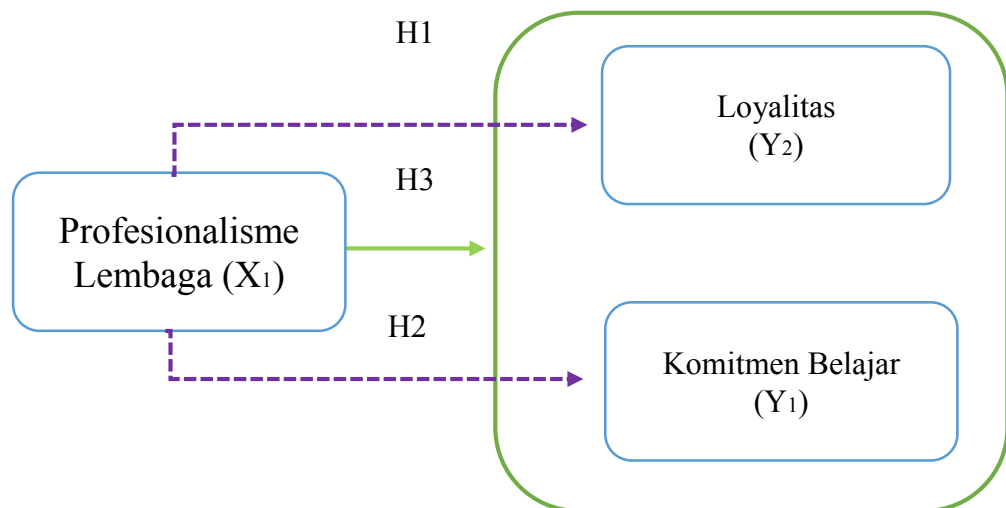 H1
Loyalitas
(Y2)
H3
Profesionalisme
Lembaga (X1)
H2
Komitmen Belajar
(Y1)